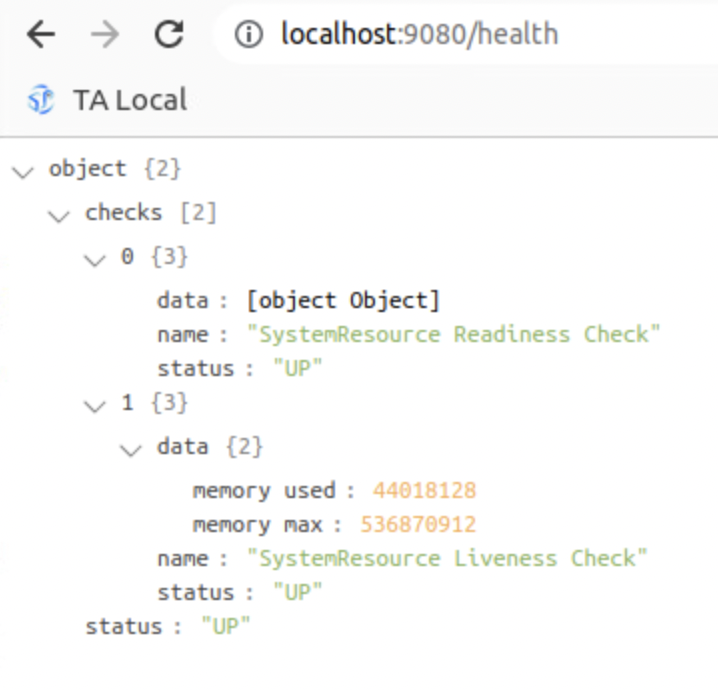 localhost:9080/health
TA Local
object {2}
checks [2]
0 {3}
data : [object Object]
name : "SystemResource Readiness Check"
status : "UP"
1 {3}
data {2}
memory used : 44018128
memory max : 536870912
name : "SystemResource Liveness Check"
status : "UP"
status : "UP"